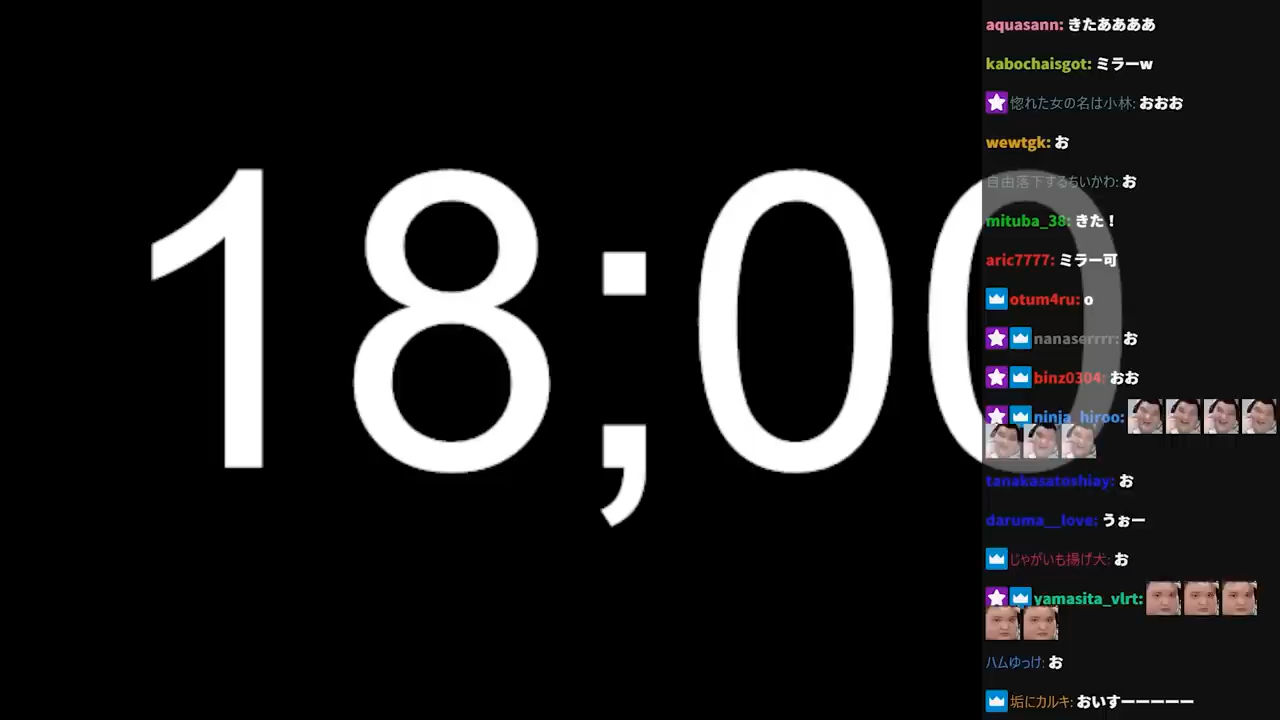 18;00
aquasann: きたああああ
kabochaisgot: ミラーw
惚れた女の名は小林: おおお
wewtgk: お
自由落下するちいかわ: お
mituba_38: きた！
aric7777: ミラー可
otum4ru: o
nanaserrrr: お
binz0304: おお
ninja_hiroo:
tanakasatoshiay: お
daruma__love: うぉー
じゃがいも揚げ犬: お
yamasita_vlrt:
ハムゆっけ: お
垢にカルキ: おいすーーーーー